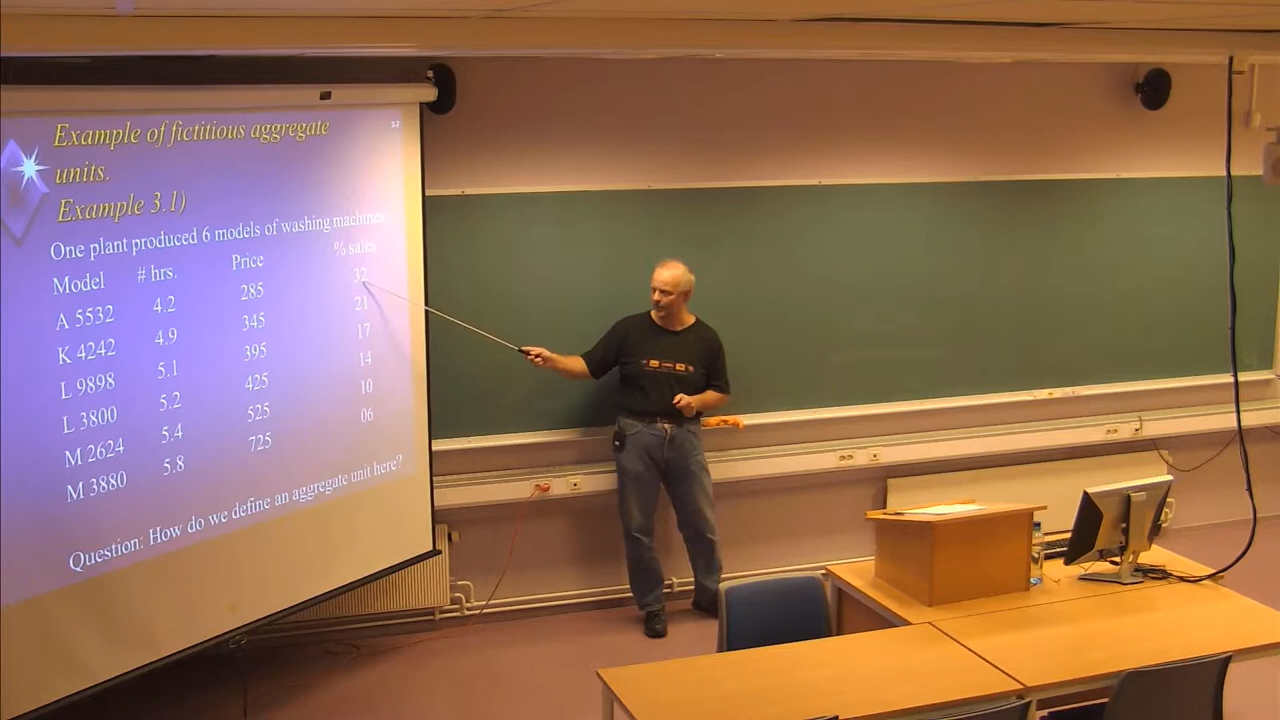 Example of fictitious aggregate
units.
Example 3.1)
One plant produced 6 models of washing machines
Model # hrs. Price % sales
A 5532 4.2 285 32
K 4242 4.9 345 21
L 9898 5.1 395 17
L 3800 5.2 425 14
M 2624 5.4 525 10
M 3880 5.8 725 06
Question: How do we define an aggregate unit here?